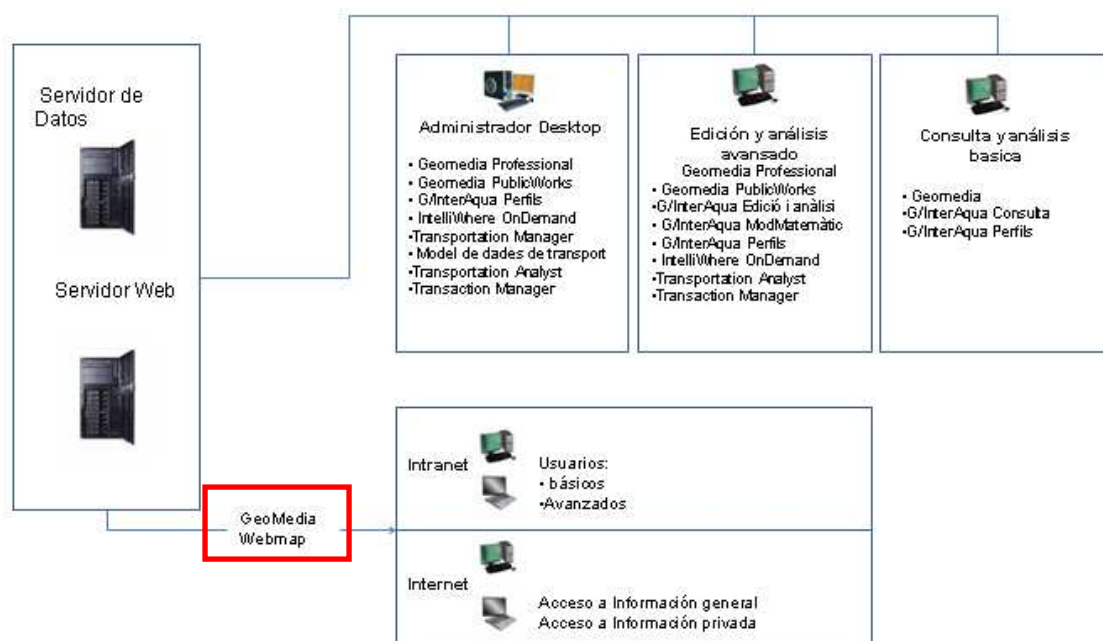 Servidor de
Datos
Servidor Web
Administrador Desktop
• Geomedia Professional
• Geomedia PublicWorks
• G/InterAqua Perfils
• IntelliWhere OnDemand
•Transportation Manager
• Model de dades de transport
•Transportation Analyst
•Transaction Manager
Edición y análisis
avansado
Geomedia Professional
• Geomedia PublicWorks
•G/InterAqua Edició i anàlisi
• G/InterAqua ModMatemàtic
• G/InterAqua Perfils
• IntelliWhere OnDemand
•Transportation Analyst
•Transaction Manager
Consulta y análisis
basica
• Geomedia
•G/InterAqua Consulta
•G/InterAqua Perfils
GeoMedia
Webmap
Intranet
Usuarios:
• básicos
•Avanzados
Internet
Acceso a Información general
Acceso a Información privada